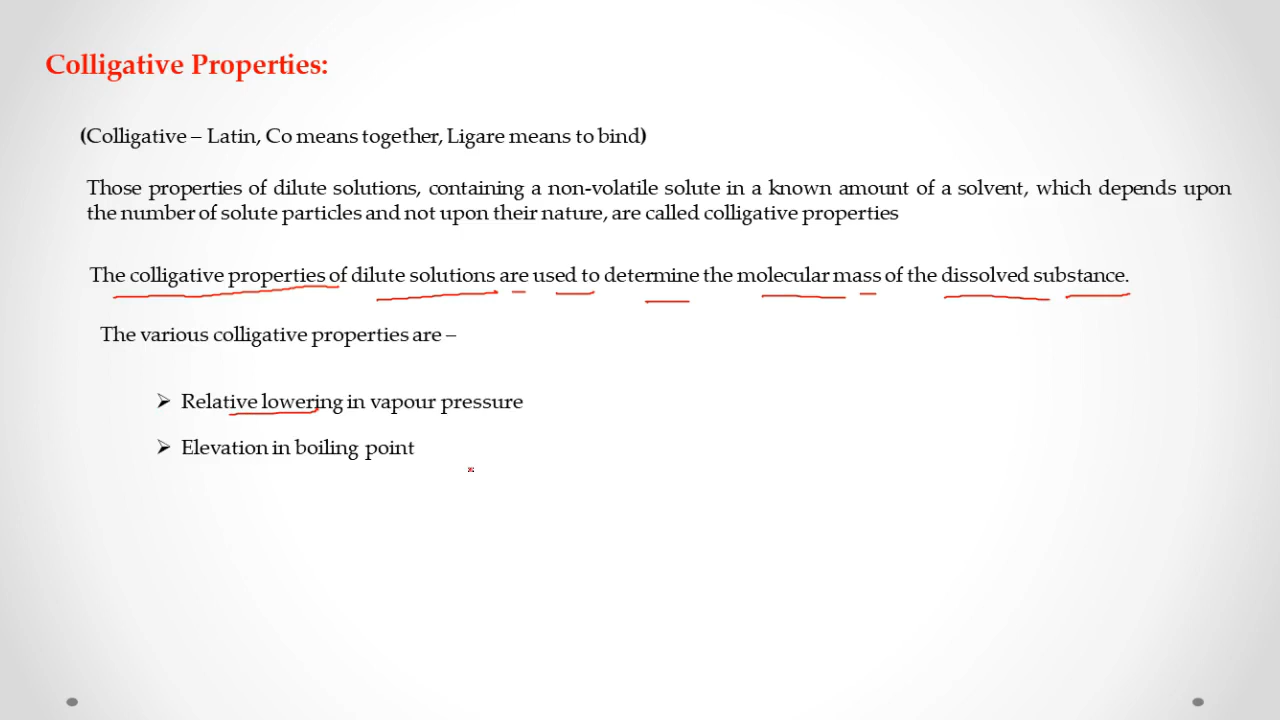 Colligative Properties:
(Colligative – Latin, Co means together, Ligare means to bind)
Those properties of dilute solutions, containing a non-volatile solute in a known amount of a solvent, which depends upon
the number of solute particles and not upon their nature, are called colligative properties
The colligative properties of dilute solutions are used to determine the molecular mass of the dissolved substance.
The various colligative properties are –
➢ Relative lowering in vapour pressure
➢ Elevation in boiling point